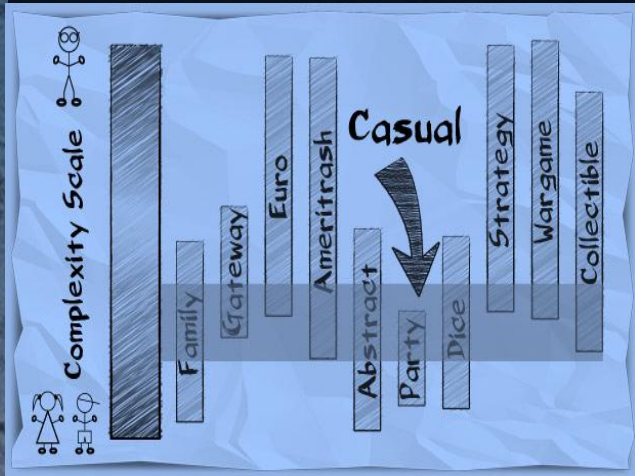 Complexity Scale
Family
Gateway
Euro
Ameritrash
Casual
Abstract
Party
Dice
Strategy
Wargame
Collectible